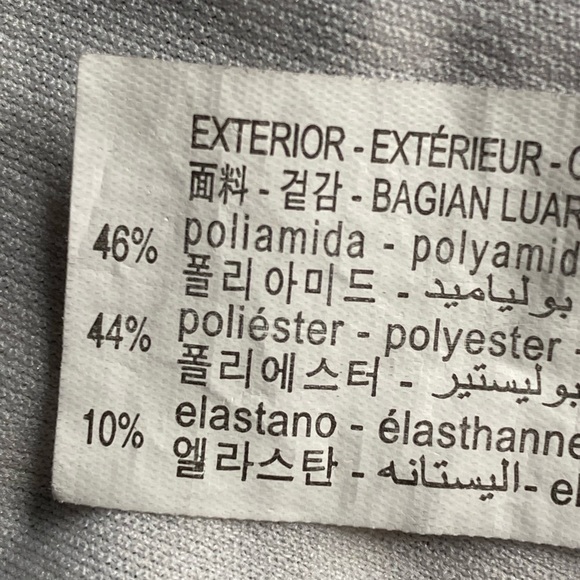 EXTERIOR - EXTÉRIEUR -
面料 - 겉감 - BAGIAN LUAR
46% poliamida - polyamid
폴리아미드 - بولياميد
44% poliéster - polyester -
폴리에스터 - بوليستير
10% elastano - élasthanne
엘라스탄 - اليستانه - el